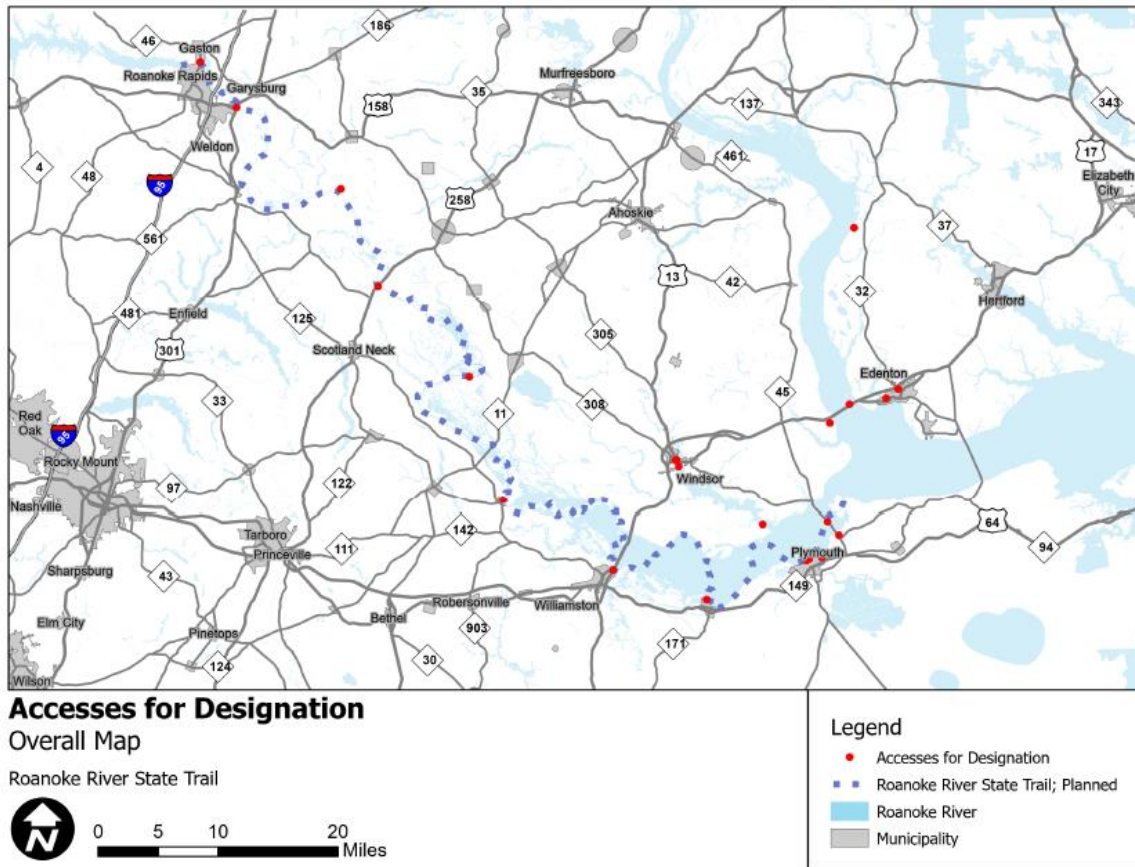 46
Gaston
186
Roanoke Rapids
Garysburg
Murfreesboro
35
158
137
343
Weldon
17
4
48
95
461
Elizabeth
City
258
Ahoskie
37
561
13
42
32
Hertford
481
Enfield
125
301
Scotland Neck
305
Edenton
33
45
11
308
Red
Oak
95
Rocky Mount
Windsor
97
122
Nashville
142
64
Tarboro
Princeville
111
Plymouth
94
Sharpsburg
43
149
Robersonville
Williamston
Elm City
Bethel
903
Pinetops
171
30
124
Wilson
Accesses for Designation
Overall Map
Roanoke River State Trail
N
0 5 10 20
Miles
Legend
Accesses for Designation
Roanoke River State Trail; Planned
Roanoke River
Municipality